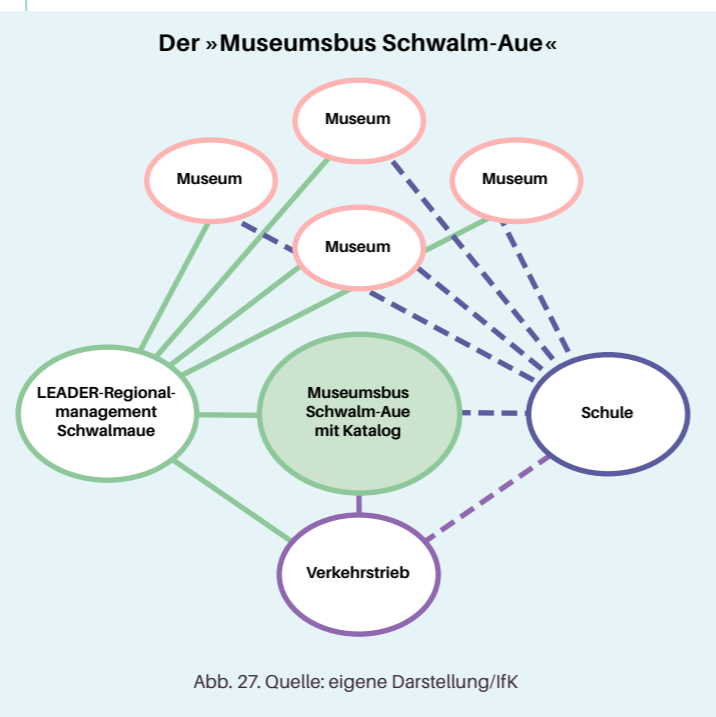 Der »Museumsbus Schwalm-Aue«
Museum
Museum
Museum
Museum
LEADER-Regional-
management
Schwalmaue
Museumsbus
Schwalm-Aue
mit Katalog
Schule
Verkehrstrieb
Abb. 27. Quelle: eigene Darstellung/IfK